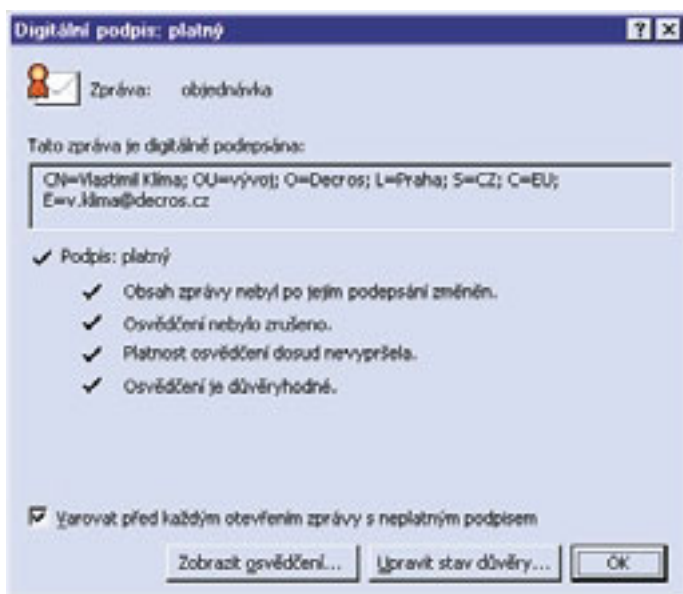 Digitální podpis: platný
Zpráva: objednávka
Tato zpráva je digitálně podepsána:
CN=Vlastimil Klíma; OU=vývoj; O=Decros; L=Praha; S=CZ; C=EU;
E=v.klima@decros.cz
Podpis: platný
Obsah zprávy nebyl po jejím podepsání změněn.
Osvědčení nebylo zrušeno.
Platnost osvědčení dosud nevypršela.
Osvědčení je důvěryhodné.
Varovat před každým otevřením zprávy s neplatným podpisem
Zobrazit osvědčení... Upravit stav důvěry... OK